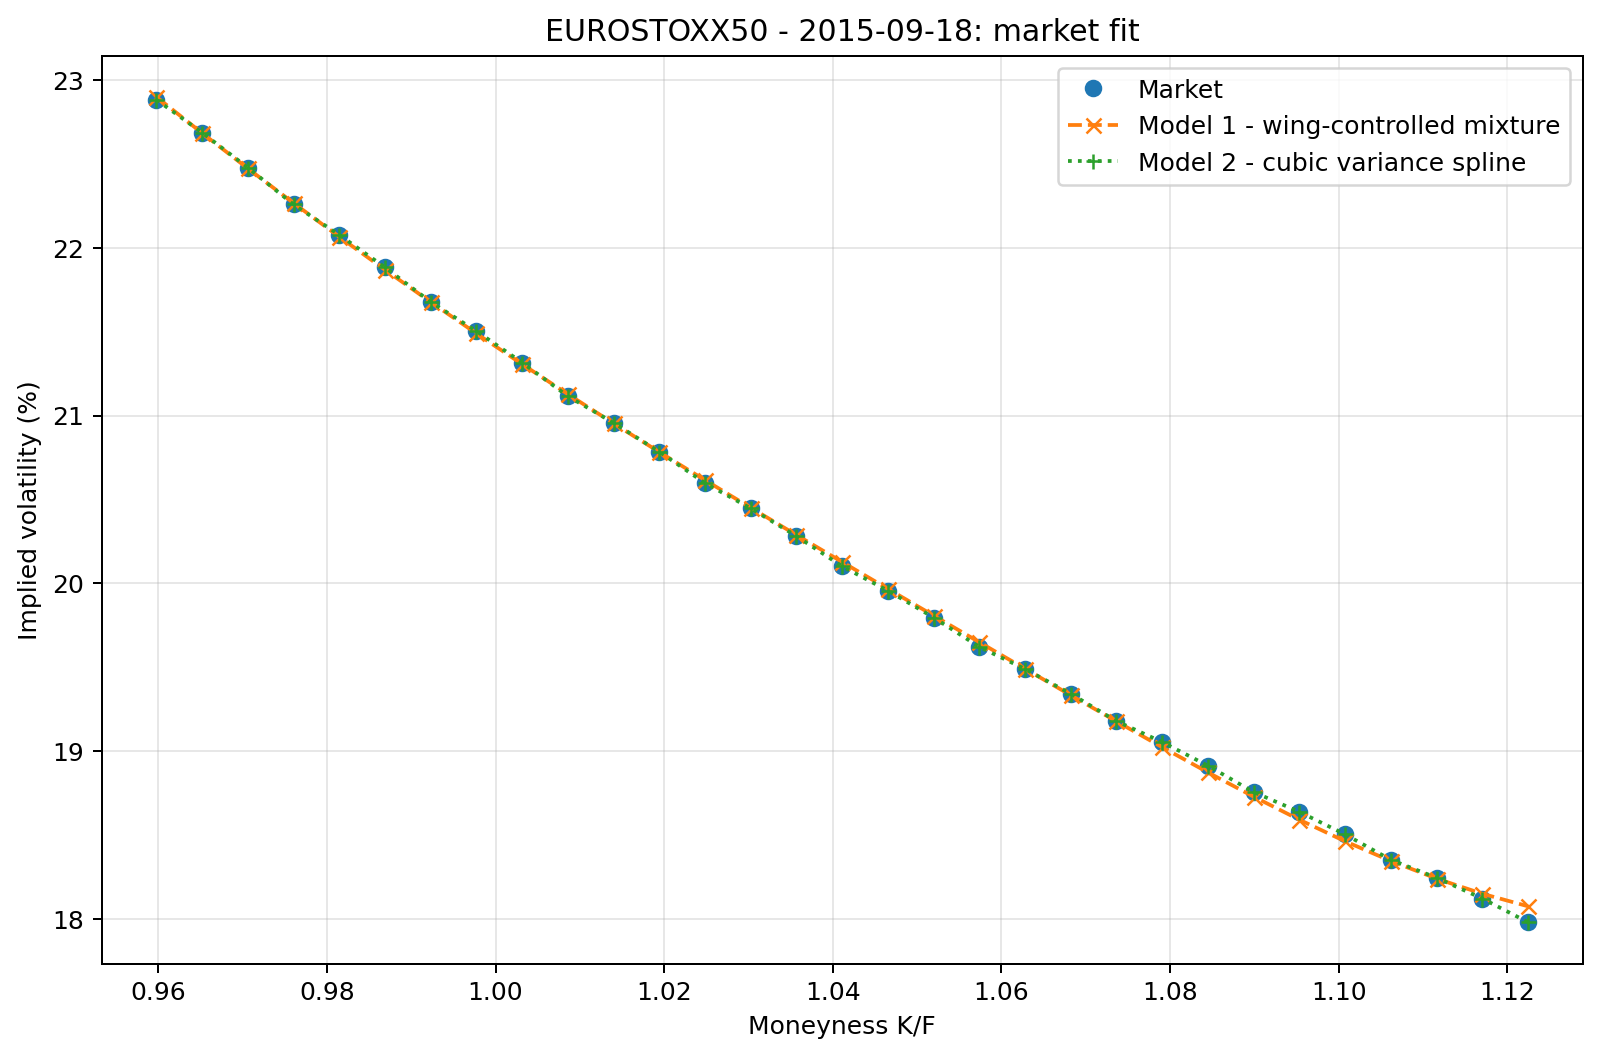 EUROSTOXX50 - 2015-09-18: market fit
Market
Model 1 - wing-controlled mixture
Model 2 - cubic variance spline
Implied volatility (%)
23
22
21
20
19
18
0.96 0.98 1.00 1.02 1.04 1.06 1.08 1.10 1.12
Moneyness K/F